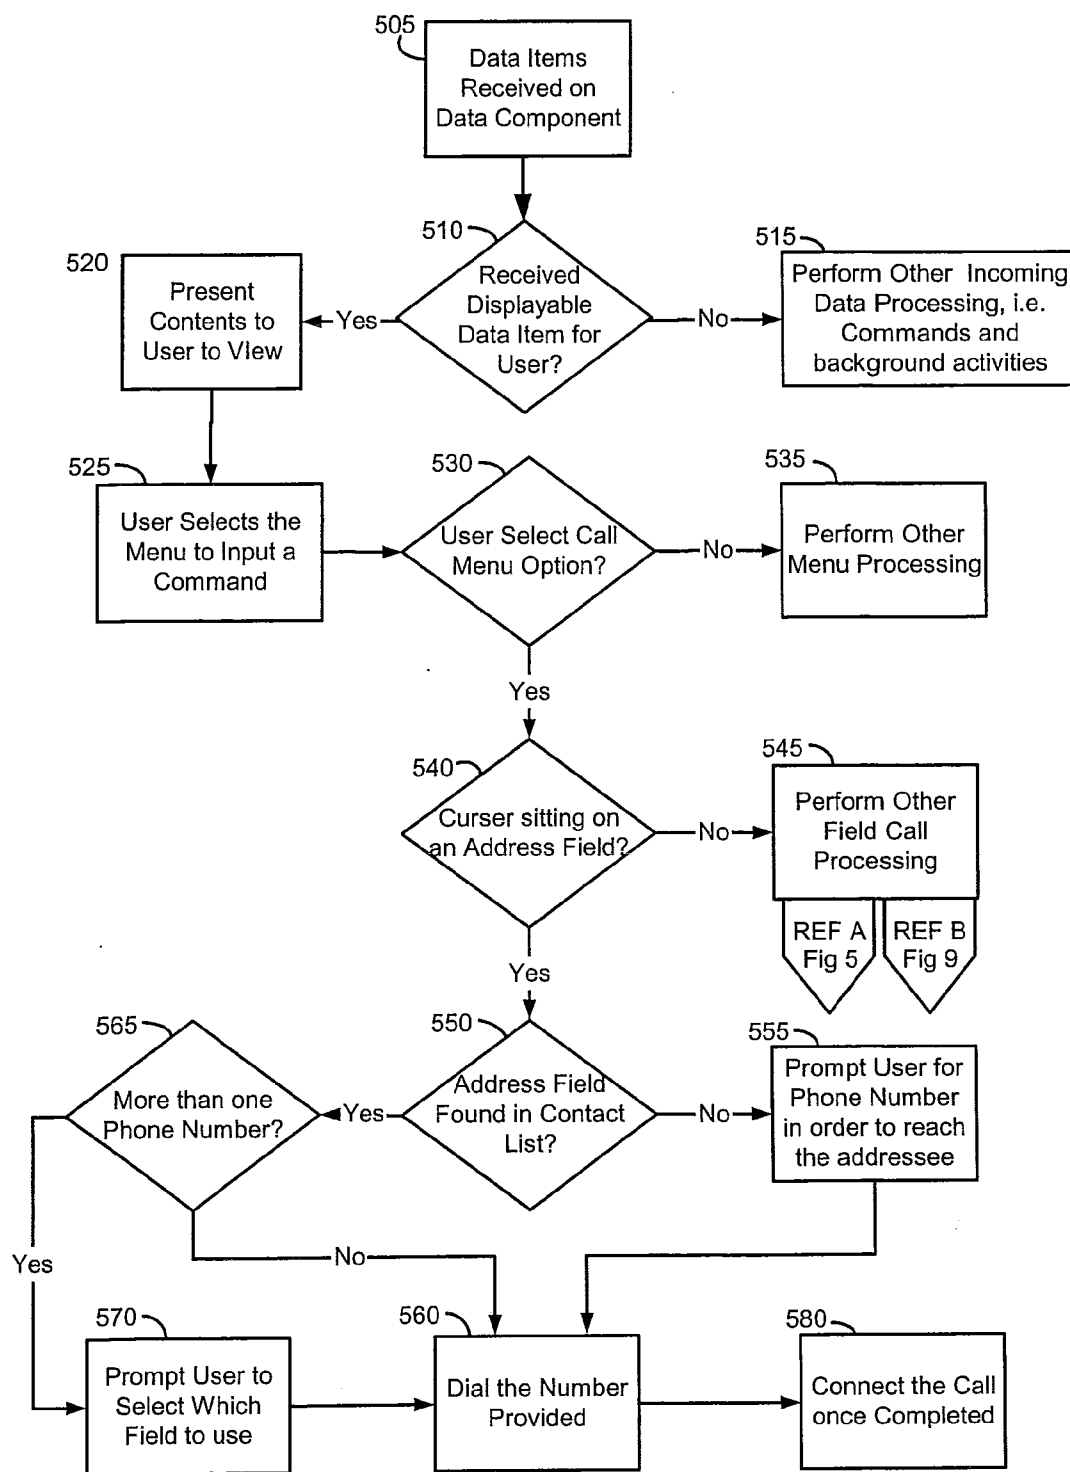 505
Data Items
Received on
Data Component
510
Received
Displayable
Data Item for
User?
Yes
No
515
Perform Other Incoming
Data Processing, i.e.
Commands and
background activities
520
Present
Contents to
User to VIew
525
User Selects the
Menu to Input a
Command
530
User Select Call
Menu Option?
No
535
Perform Other
Menu Processing
Yes
540
Curser sitting on
an Address Field?
No
545
Perform Other
Field Call
Processing
REF A
Fig 5
REF B
Fig 9
Yes
550
Address Field
Found in Contact
List?
No
555
Prompt User for
Phone Number
in order to reach
the addressee
Yes
565
More than one
Phone Number?
No
Yes
570
Prompt User to
Select Which
Field to use
560
Dial the Number
Provided
580
Connect the Call
once Completed